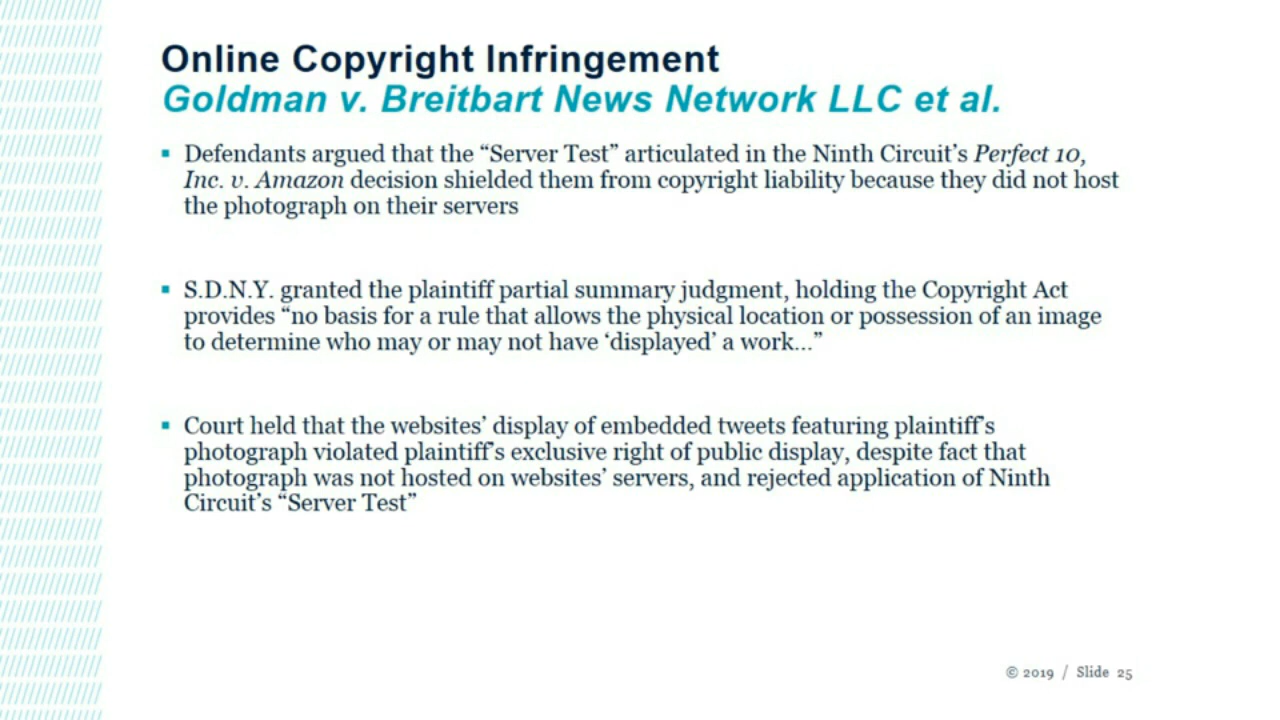 Online Copyright Infringement
Goldman v. Breitbart News Network LLC et al.
▪ Defendants argued that the “Server Test” articulated in the Ninth Circuit’s Perfect 10,
Inc. v. Amazon decision shielded them from copyright liability because they did not host
the photograph on their servers
▪ S.D.N.Y. granted the plaintiff partial summary judgment, holding the Copyright Act
provides “no basis for a rule that allows the physical location or possession of an image
to determine who may or may not have ‘displayed’ a work…”
▪ Court held that the websites’ display of embedded tweets featuring plaintiff’s
photograph violated plaintiff’s exclusive right of public display, despite fact that
photograph was not hosted on websites’ servers, and rejected application of Ninth
Circuit’s “Server Test”
© 2019 / Slide 25